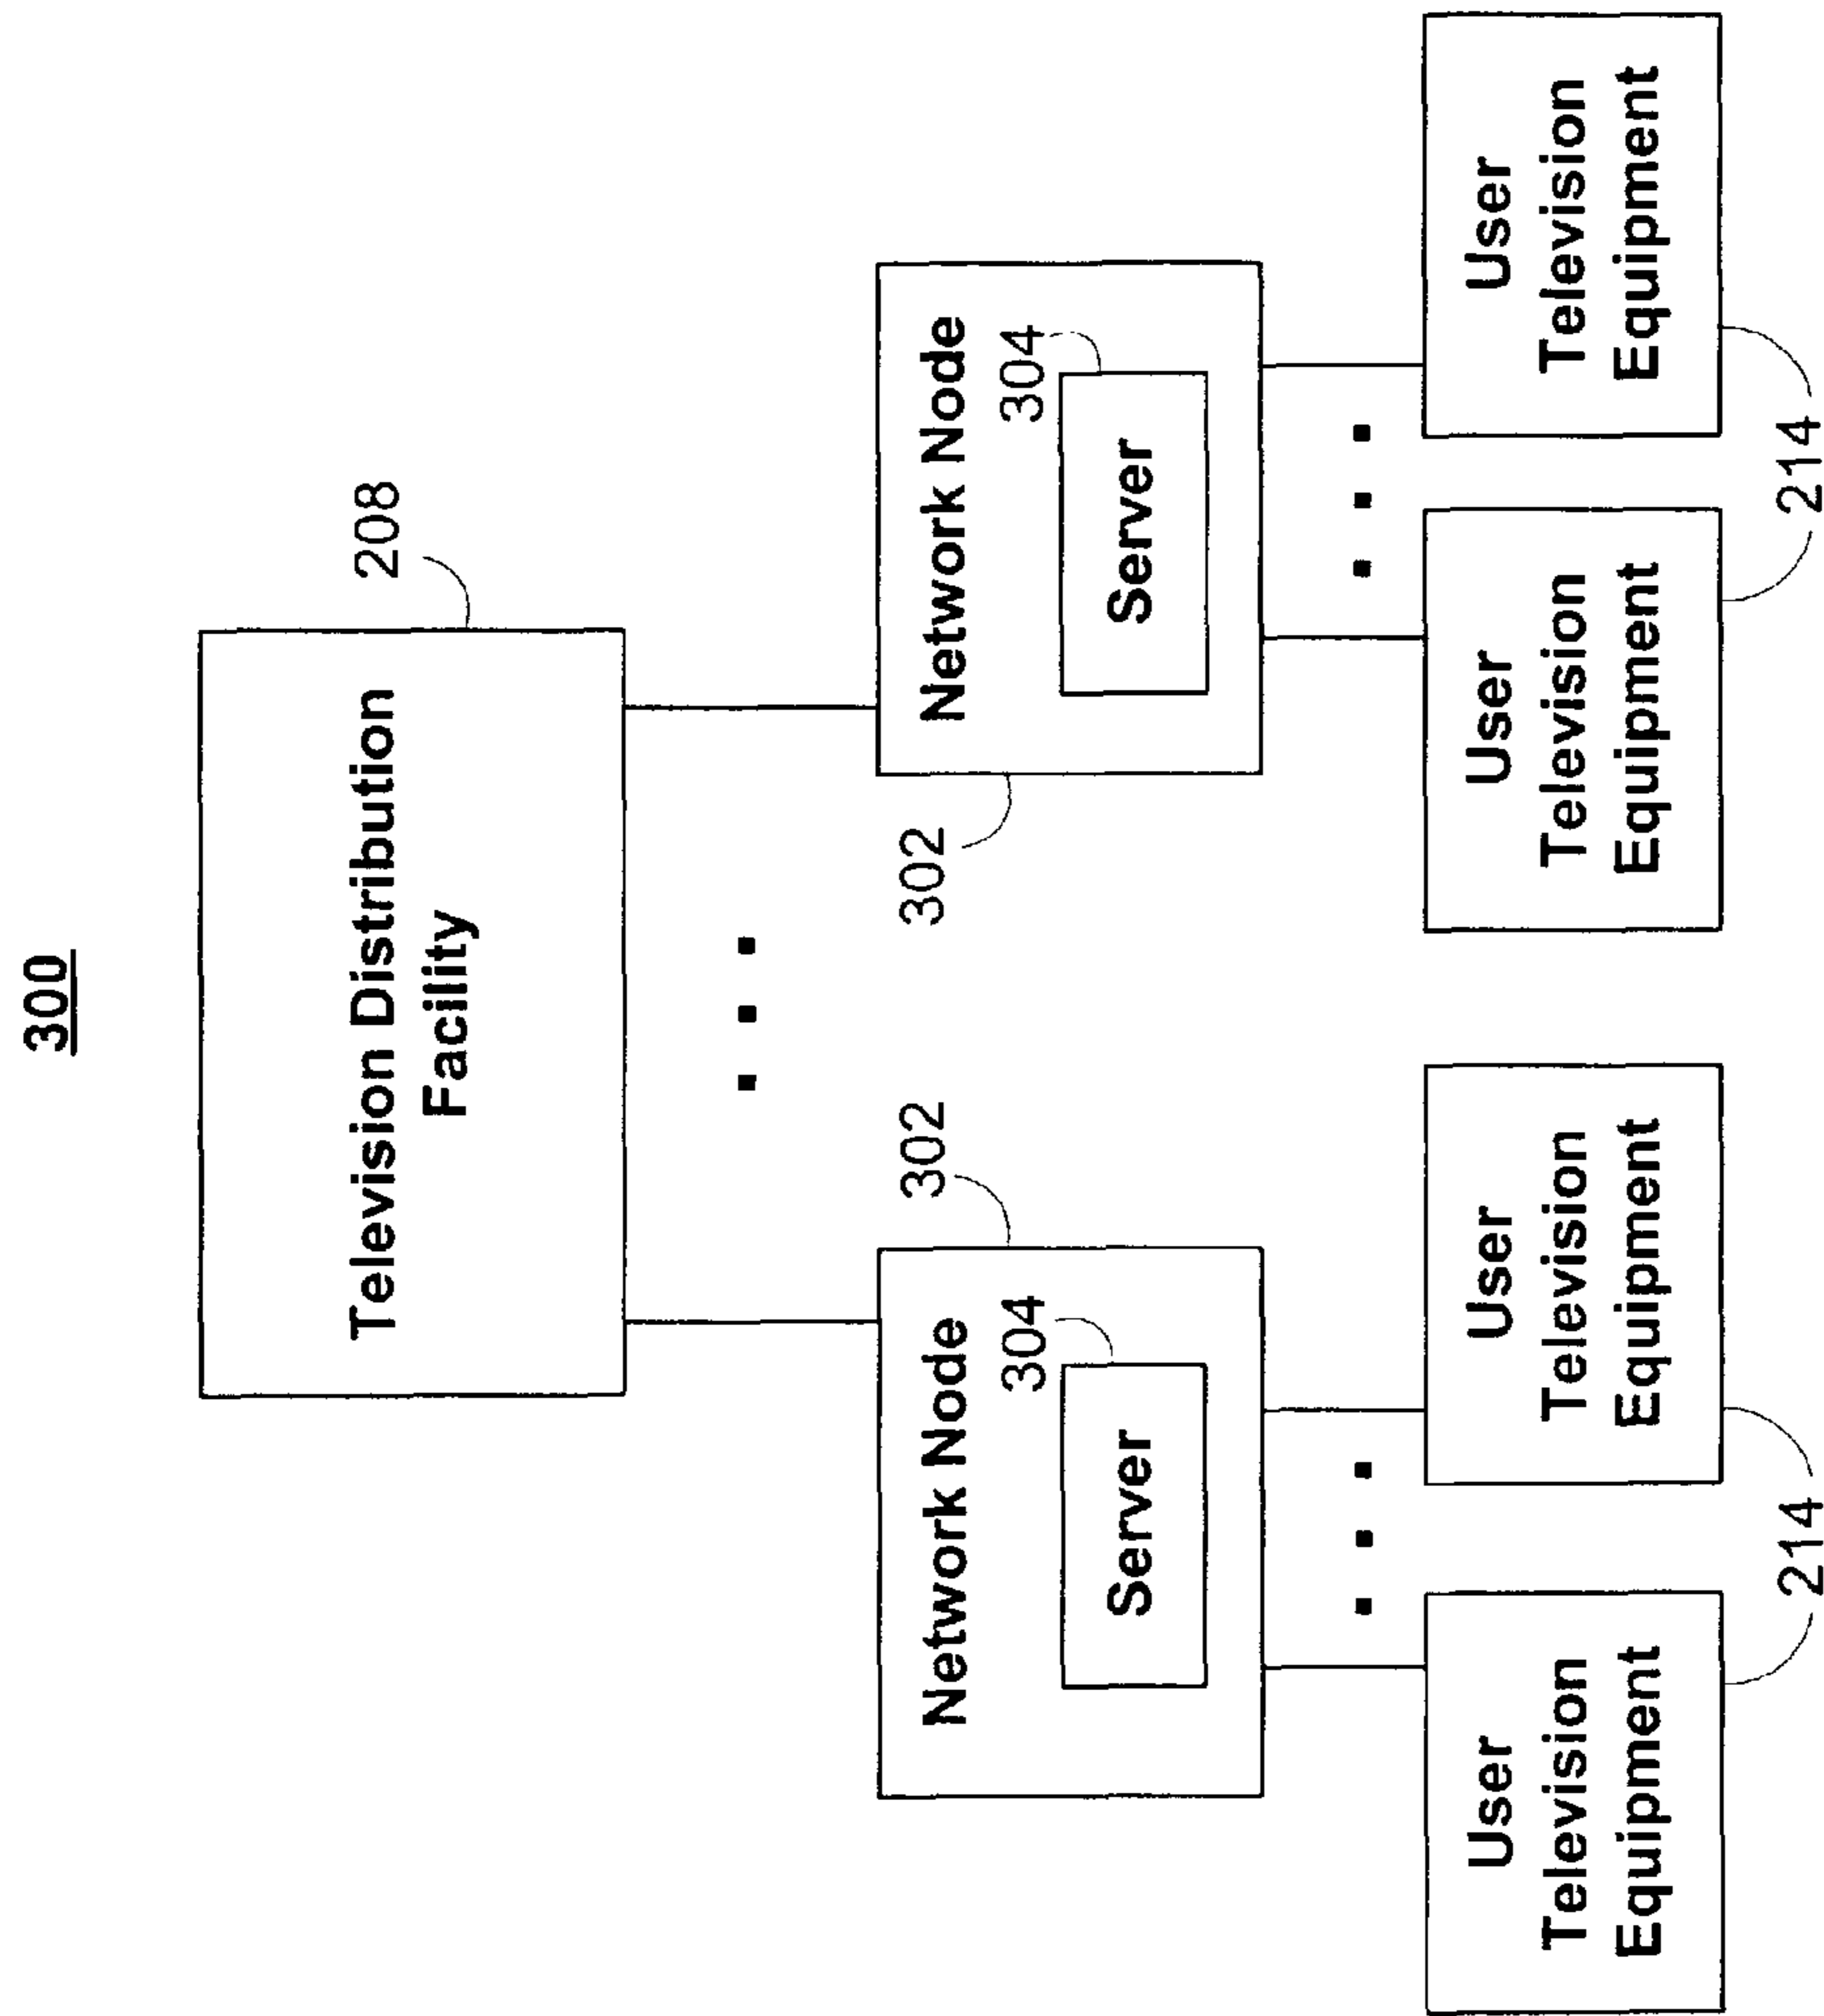 300
208
Television Distribution
Facility
302
302
Network Node
304
Server
Network Node
304
Server
User
Television
Equipment
User
Television
Equipment
User
Television
Equipment
User
Television
Equipment
214
214